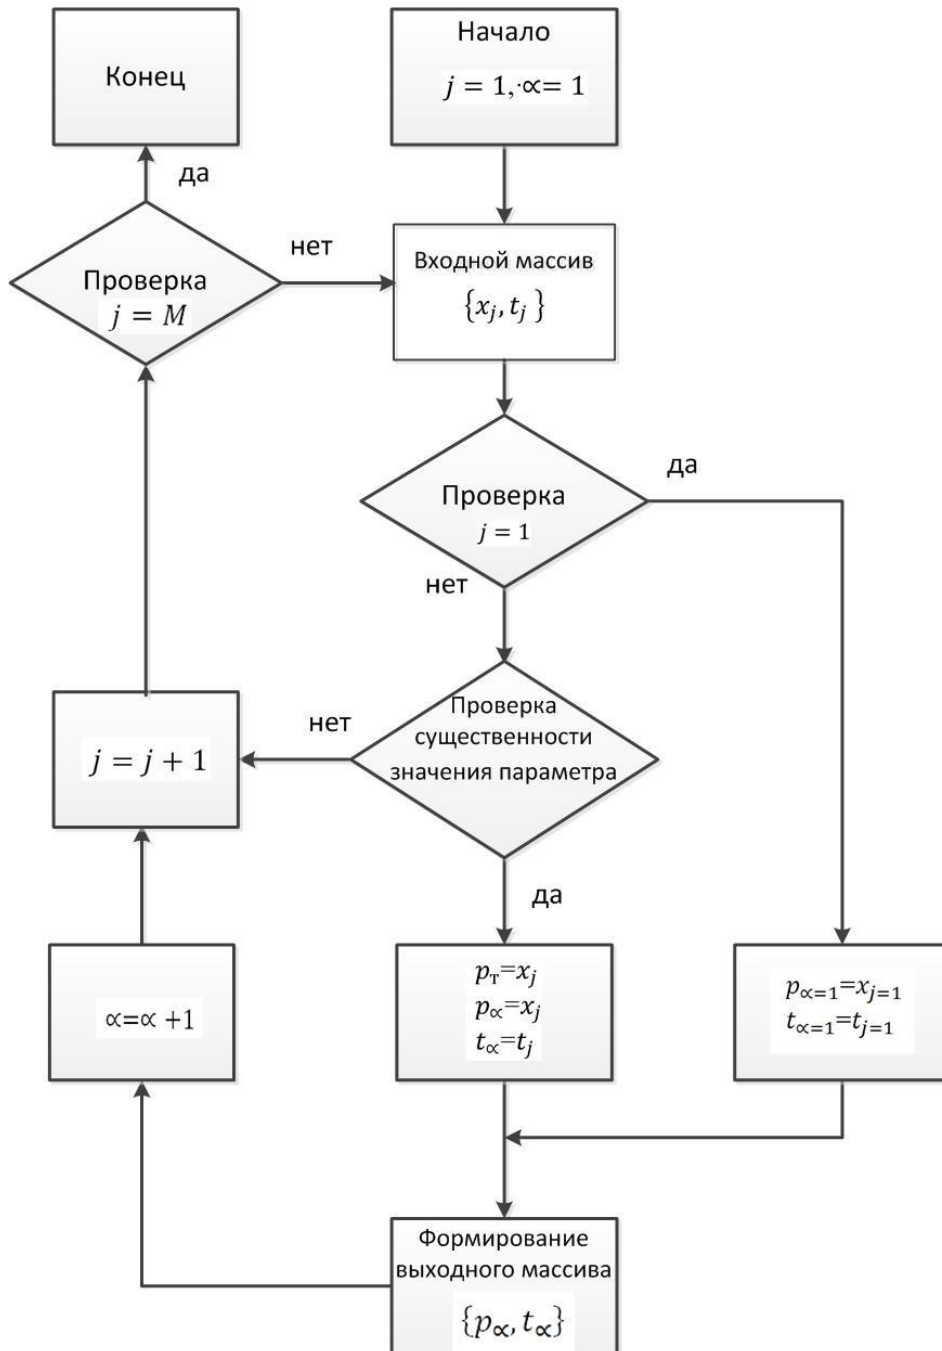 Начало
j = 1,·∝= 1
Конец
да
Проверка
j = M
нет
Входной массив
{x_j, t_j }
Проверка
j = 1
да
нет
Проверка
существенности
значения параметра
нет
j = j + 1
да
p_т=x_j
p_∝=x_j
t_∝=t_j
p_∝=1=x_j=1
t_∝=1=t_j=1
∝=∝ +1
Формирование
выходного массива
{p_∝, t_∝}